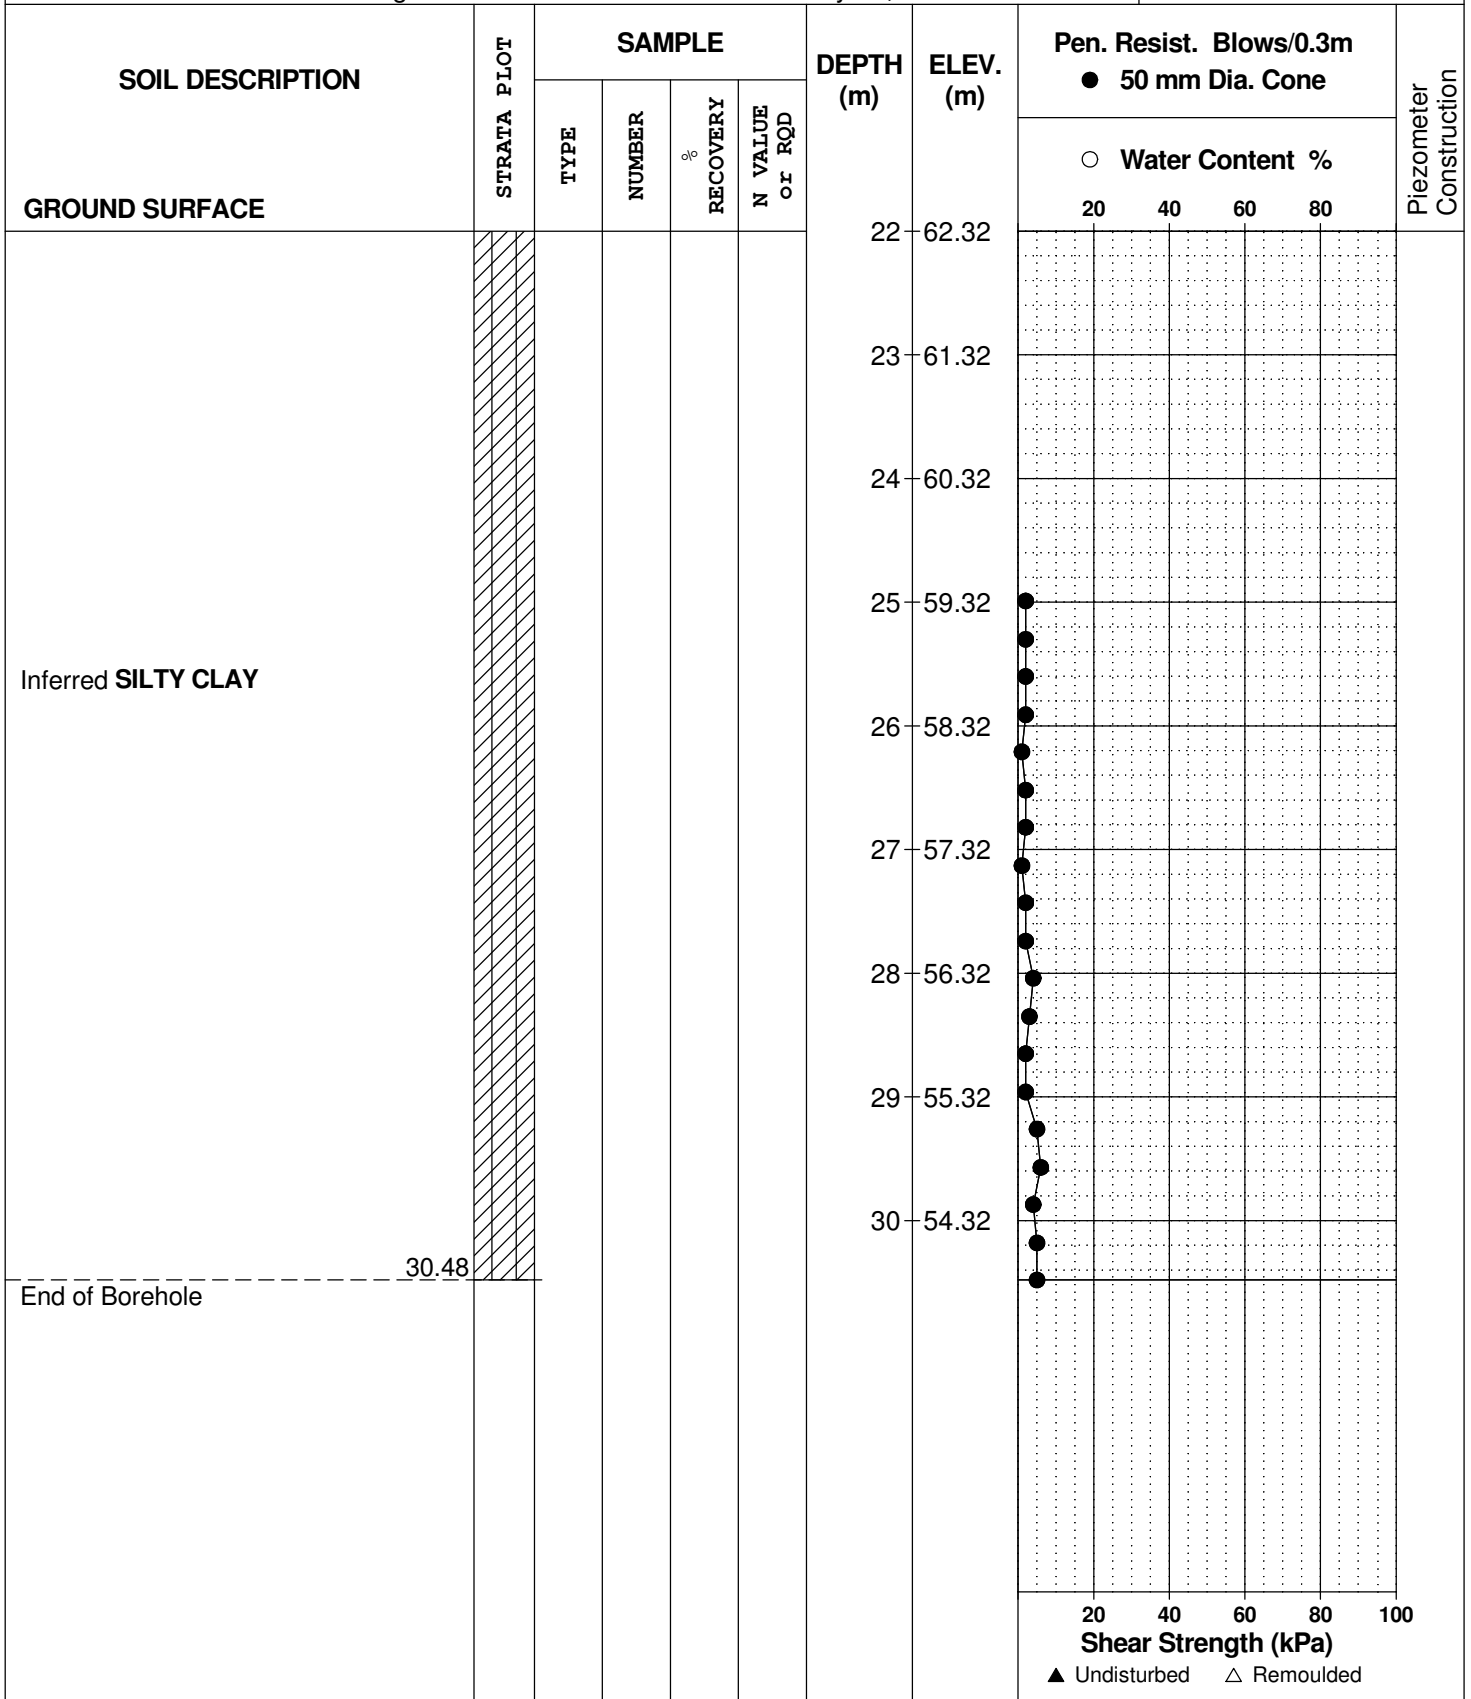 SOIL DESCRIPTION
GROUND SURFACE
STRATA PLOT
SAMPLE
TYPE
NUMBER
%
RECOVERY
N VALUE
or RQD
DEPTH
(m)
ELEV.
(m)
Pen. Resist. Blows/0.3m
● 50 mm Dia. Cone
○ Water Content %
20 40 60 80
Piezometer
Construction
22 62.32
23 61.32
24 60.32
25 59.32
Inferred SILTY CLAY
26 58.32
27 57.32
28 56.32
29 55.32
30 54.32
30.48
End of Borehole
20 40 60 80 100
Shear Strength (kPa)
▲ Undisturbed △ Remoulded